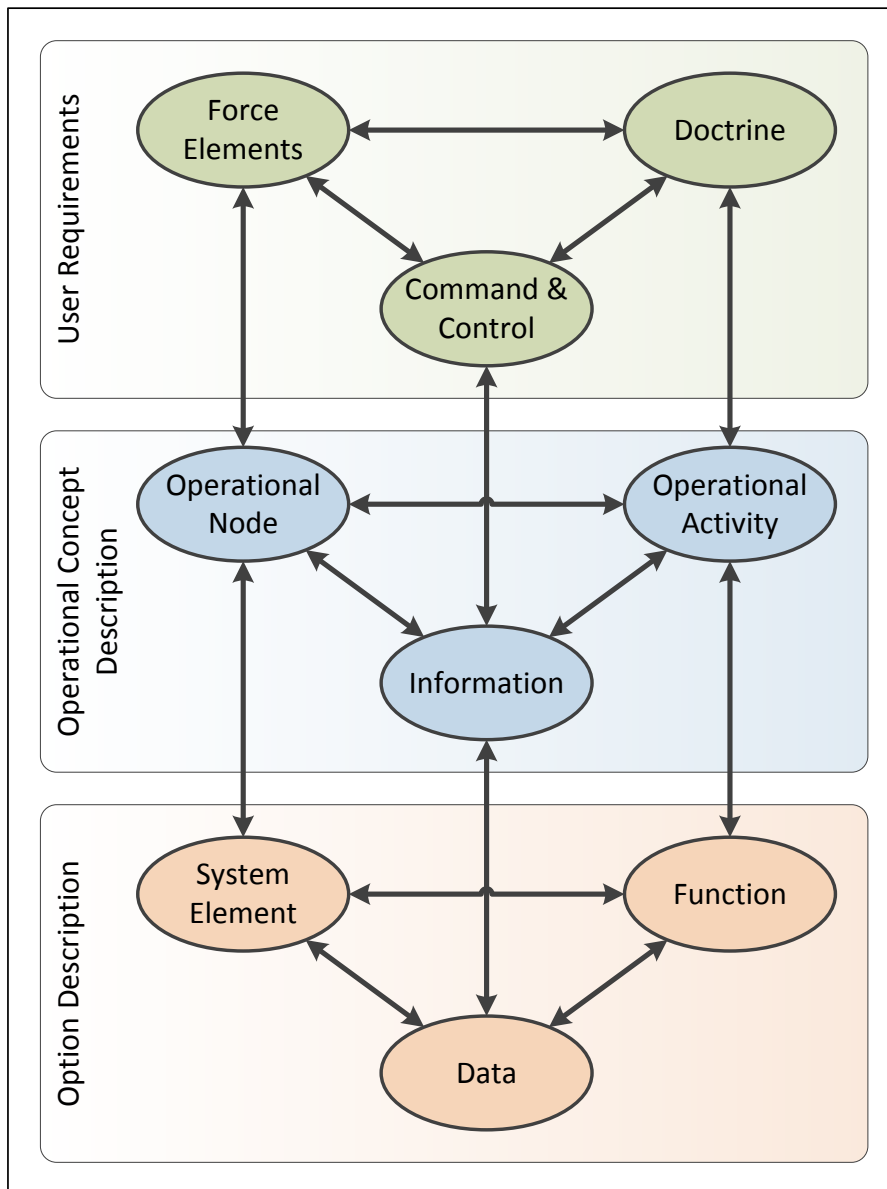 User Requirements
Force
Elements
Doctrine
Command &
Control
Operational Concept
Description
Operational
Node
Operational
Activity
Information
Option Description
System
Element
Function
Data